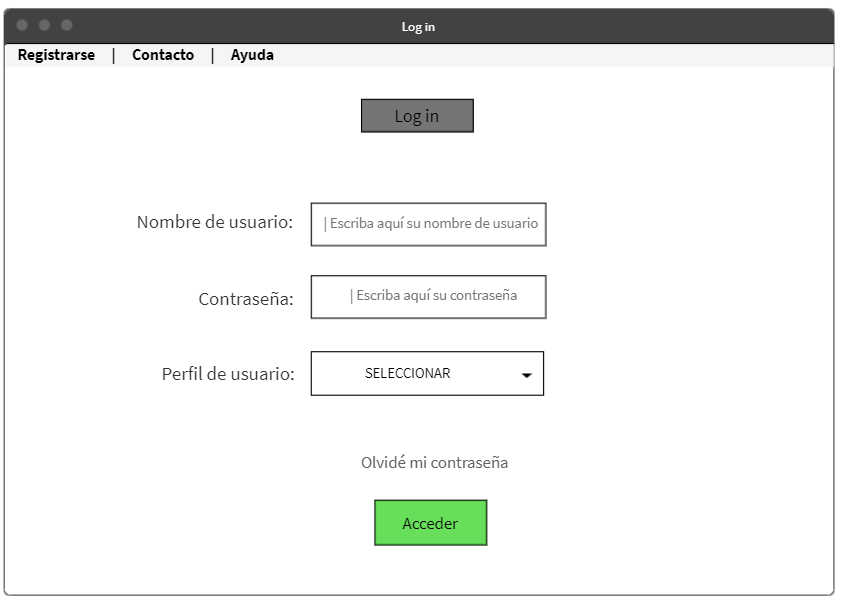 Log in
Registrarse | Contacto | Ayuda
Log in
Nombre de usuario: | Escriba aquí su nombre de usuario
Contraseña: | Escriba aquí su contraseña
Perfil de usuario: SELECCIONAR
Olvidé mi contraseña
Acceder